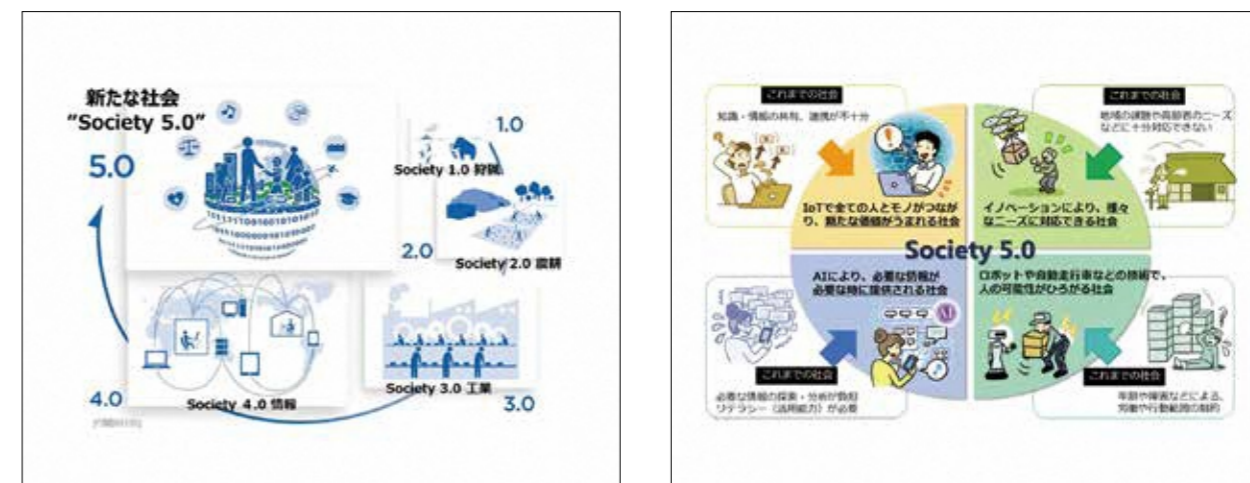 新たな社会
“Society 5.0”
5.0
1.0
Society 1.0 狩猟
2.0
Society 2.0 農耕
Society 3.0 工業
3.0
4.0
Society 4.0 情報
これまでの社会
知識・情報の共有、連携が不十分
IoTで全ての人とモノがつなが
り、新たな価値がうまれる社会
これまでの社会
地域の課題や高齢者のニーズ
などに十分対応できない
イノベーションにより、様々
なニーズに対応できる社会
Society 5.0
AIにより、必要な情報が
必要な時に提供される社会
AI
これまでの社会
必要な情報の探索・分析が負担
リテラシー(活用能力)が必要
ロボットや自動走行車などの技術で、
人の可能性がひろがる社会
これまでの社会
年齢や障害などによる、
労働や行動範囲の制約